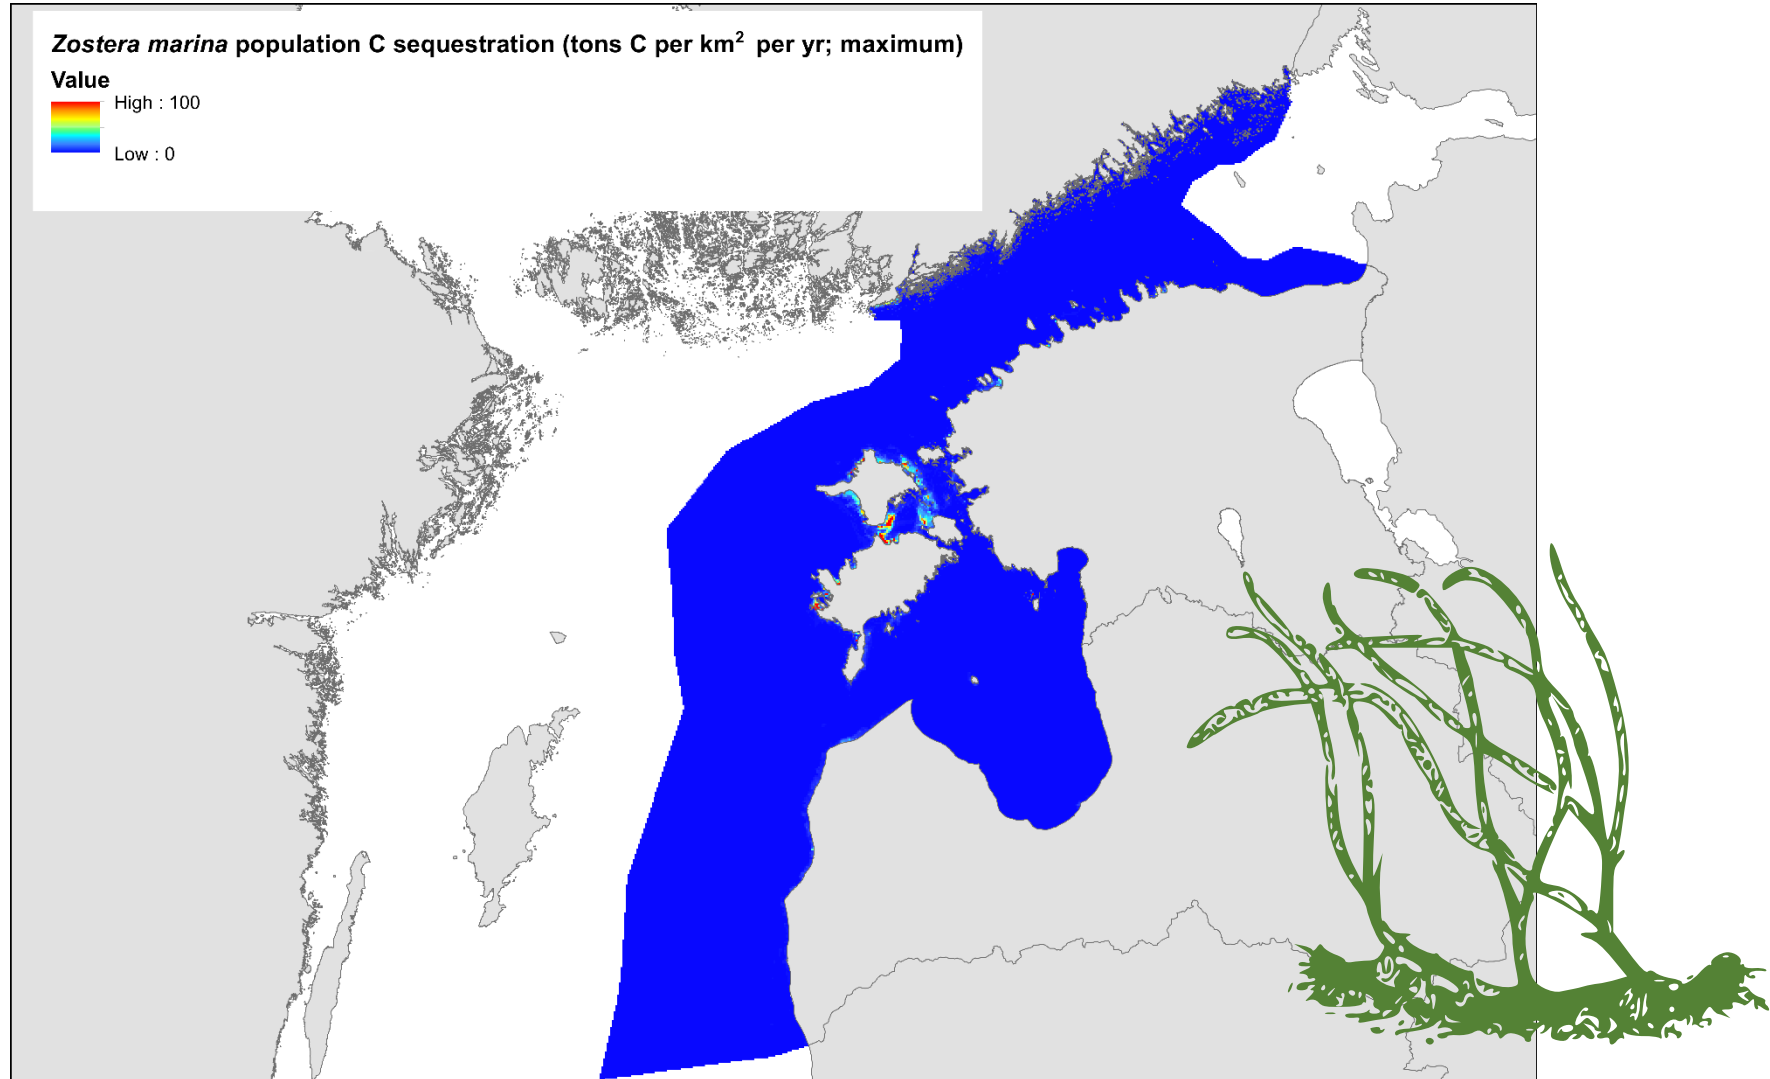 Zostera marina population C sequestration (tons C per km² per yr; maximum)
Value
High : 100
Low : 0